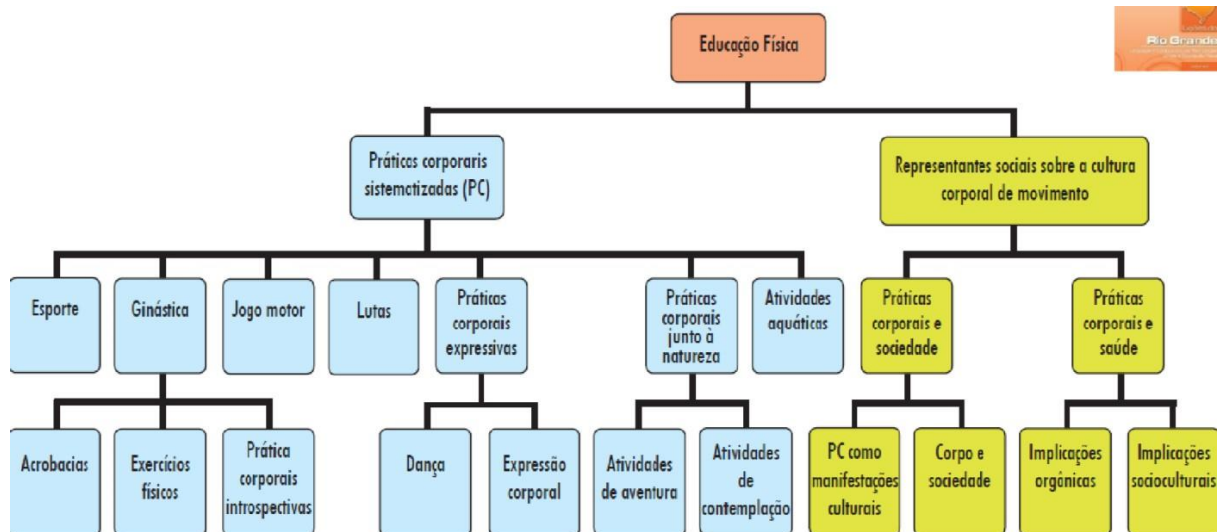 Rio Grande
Educação Física
Práticas corporaris
sistematizadas (PC)
Representantes sociais sobre a cultura
corporal de movimento
Esporte
Ginástica
Jogo motor
Lutas
Práticas
corporais
expressivas
Práticas
corporais
junto à
natureza
Atividades
aquáticas
Práticas
corporais e
sociedade
Práticas
corporais e
saúde
Acrobacias
Exercícios
físicos
Prática
corporais
introspectivas
Dança
Expressão
corporal
Atividades
de aventura
Atividades
de
contemplação
PC como
manifestações
culturais
Corpo e
sociedade
Implicações
orgânicas
Implicações
socioculturais